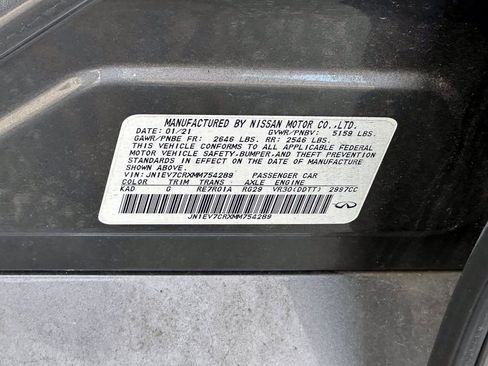 MANUFACTURED BY NISSAN MOTOR CO.,LTD.
DATE: 01/21 GVWR/PNBV: 5159 LBS.
GAWR/PNBE FR: 2646 LBS. RR: 2546 LBS.
THIS VEHICLE CONFORMS TO ALL APPLICABLE FEDERAL
MOTOR VEHICLE SAFETY,BUMPER,AND THEFT PREVENTION
STANDARDS IN EFFECT ON THE DATE OF MANUFACTURE
SHOWN ABOVE.
VIN: JN1EV7CRXMM754289 PASSENGER CAR
COLOR TRIM TRANS AXLE ENGINE
KAD G RE7R01A RG29 VR30(DDTT) 2997CC
JN1EV7CRXMM754289